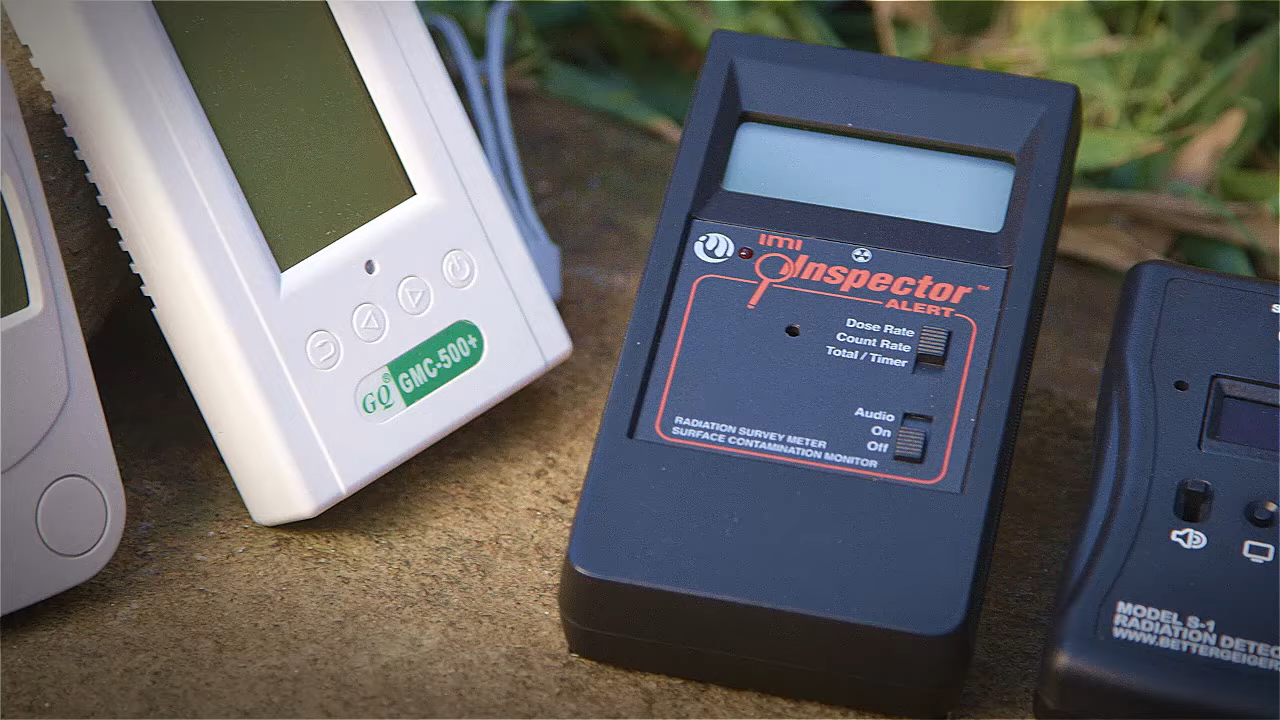 GQ® GMC-500+
imi
Inspector™
ALERT
Dose Rate
Count Rate
Total / Timer
Audio
On
Off
RADIATION SURVEY METER
SURFACE CONTAMINATION MONITOR
S
MODEL S-1
RADIATION DETEC
WWW.BETTERGEIGER